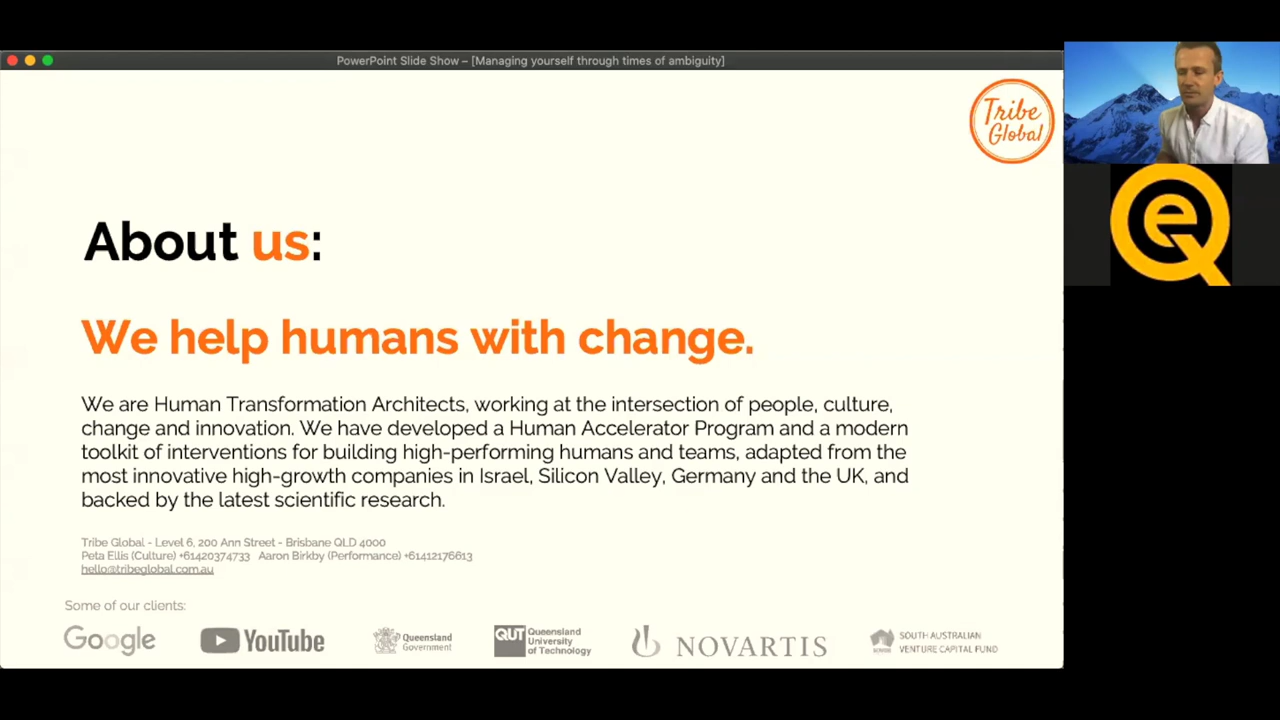 PowerPoint Slide Show – [Managing yourself through times of ambiguity]
Tribe
Global
eQ
About us:
We help humans with change.
We are Human Transformation Architects, working at the intersection of people, culture,
change and innovation. We have developed a Human Accelerator Program and a modern
toolkit of interventions for building high-performing humans and teams, adapted from the
most innovative high-growth companies in Israel, Silicon Valley, Germany and the UK, and
backed by the latest scientific research.
Tribe Global - Level 6, 200 Ann Street - Brisbane QLD 4000
Peta Ellis (Culture) +61420374733 Aaron Birkby (Performance) +61412176613
hello@tribeglobal.com.au
Some of our clients:
Google
YouTube
Queensland
Government
QUT
Queensland
University
of Technology
NOVARTIS
SOUTH AUSTRALIAN
VENTURE CAPITAL FUND